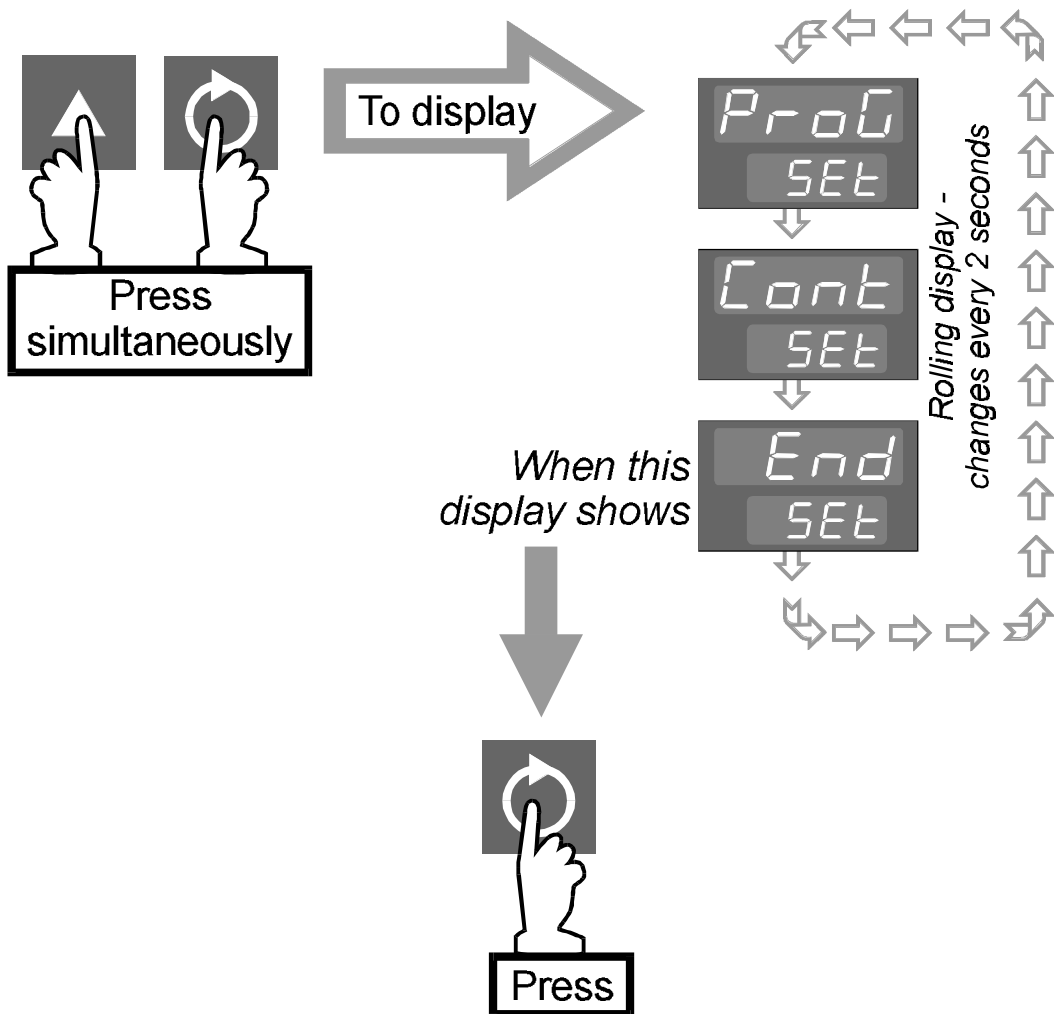 To display
Press
simultaneously
ProG
SEt
Cont
SEt
End
SEt
Rolling display -
changes every 2 seconds
When this
display shows
Press